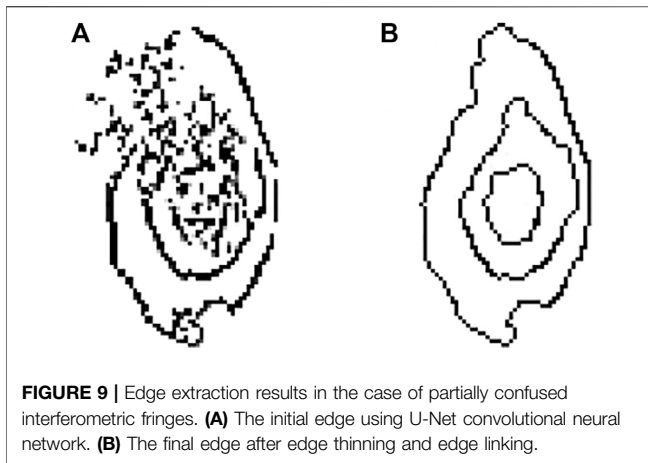 A B
FIGURE 9 | Edge extraction results in the case of partially confused
interferometric fringes. (A) The initial edge using U-Net convolutional neural
network. (B) The final edge after edge thinning and edge linking.